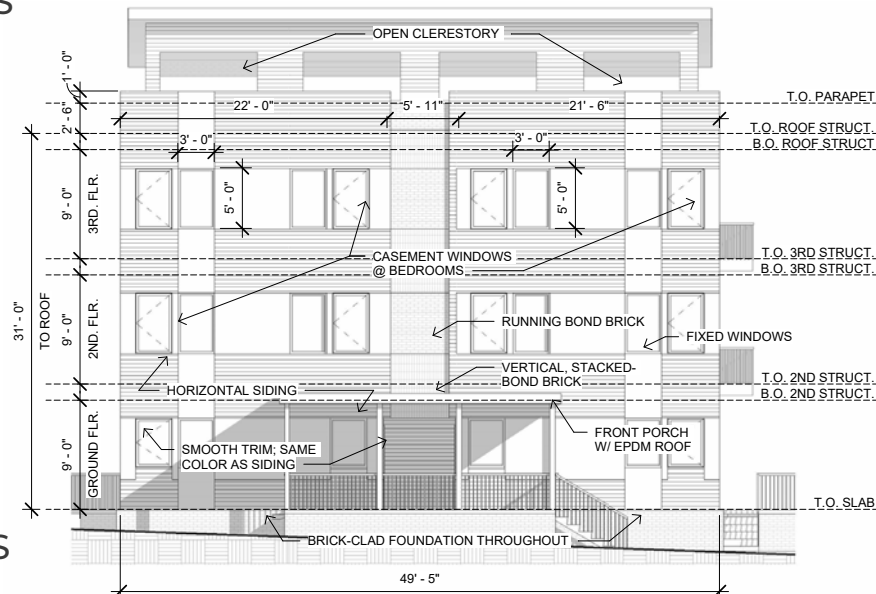 S
OPEN CLERESTORY
1' - 0"
T.O. PARAPET
2' - 6"
22' - 0"
5' - 11"
21' - 6"
T.O. ROOF STRUCT.
B.O. ROOF STRUCT
3' - 0"
3' - 0"
9' - 0"
3RD. FLR.
5' - 0"
5' - 0"
CASEMENT WINDOWS
@ BEDROOMS
T.O. 3RD STRUCT.
B.O. 3RD STRUCT.
31' - 0"
TO ROOF
9' - 0"
2ND. FLR.
RUNNING BOND BRICK
FIXED WINDOWS
VERTICAL, STACKED-
BOND BRICK
HORIZONTAL SIDING
T.O. 2ND STRUCT.
B.O. 2ND STRUCT.
9' - 0"
GROUND FLR.
SMOOTH TRIM; SAME
COLOR AS SIDING
FRONT PORCH
W/ EPDM ROOF
T.O. SLAB
BRICK-CLAD FOUNDATION THROUGHOUT
S
49' - 5"